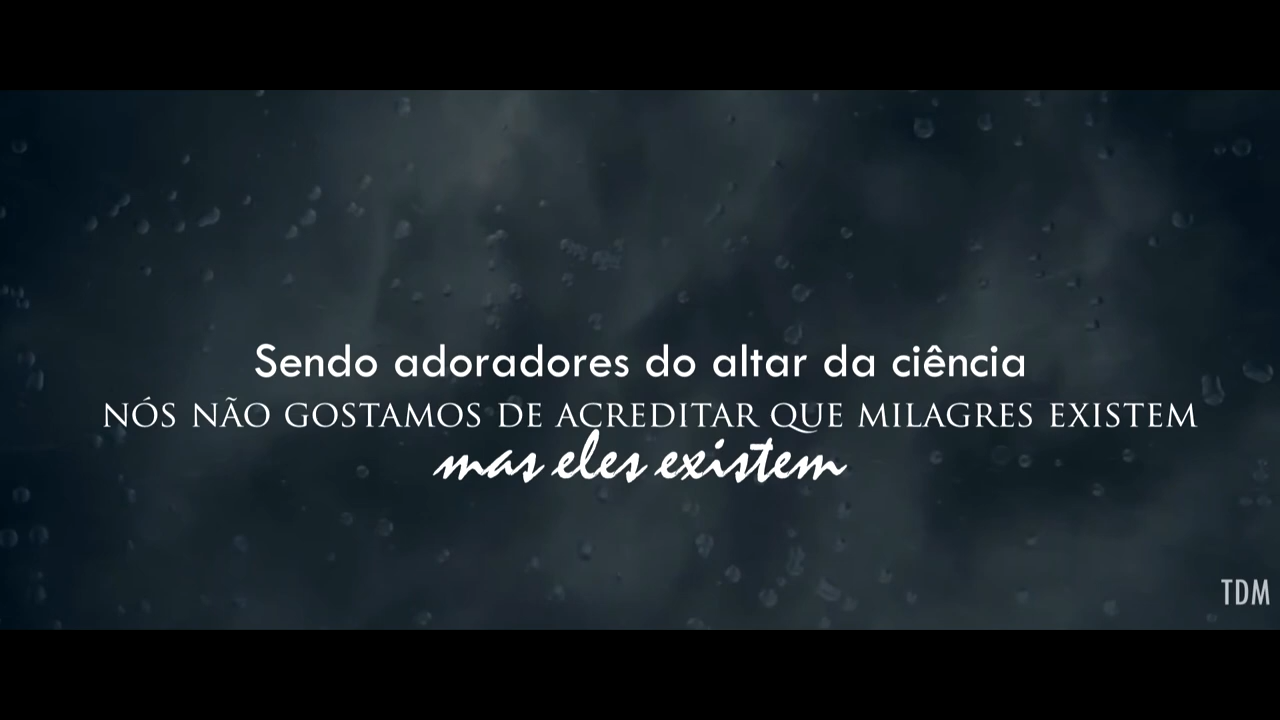 Sendo adoradores do altar da ciência
NÓS NÃO GOSTAMOS DE ACREDITAR QUE MILAGRES EXISTEM
mas eles existem
TDM